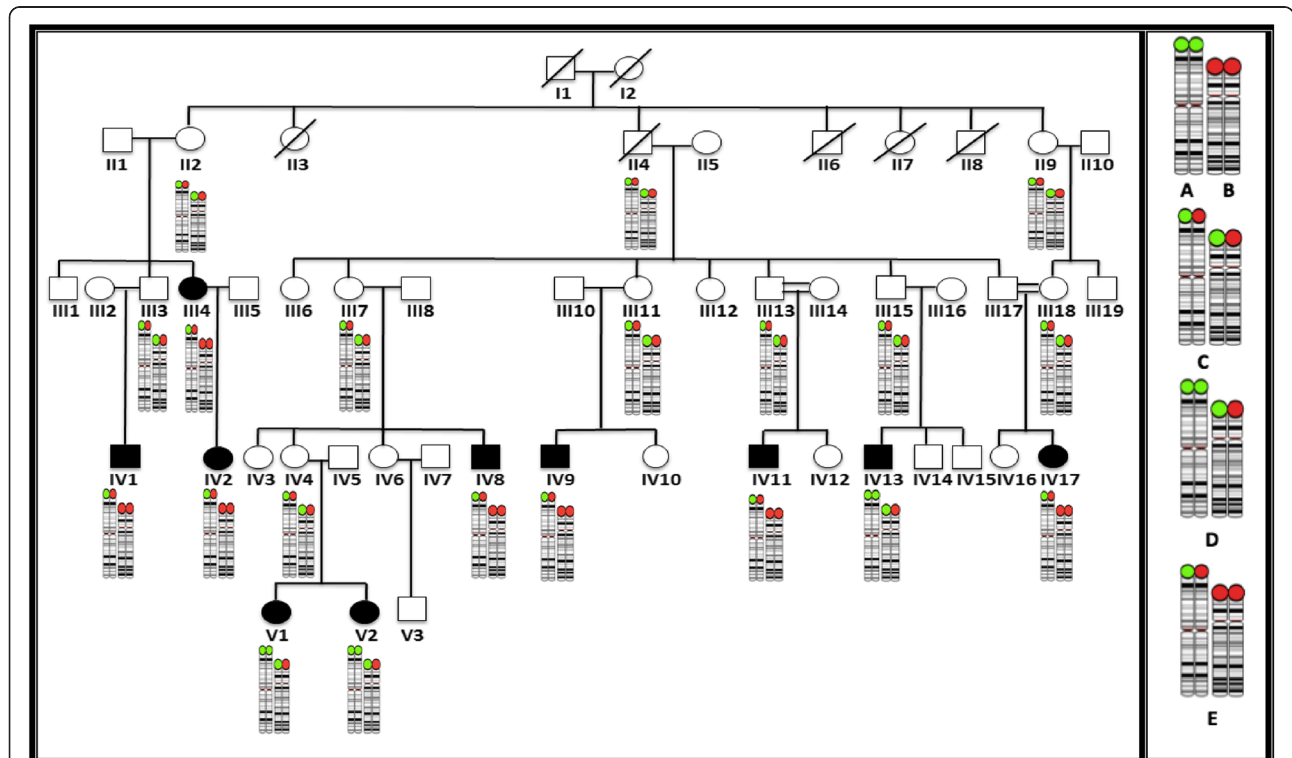 I1 I2
II1 II2 II3 II4 II5 II6 II7 II8 II9 II10
III1 III2 III3 III4 III5 III6 III7 III8 III10 III11 III12 III13 III14 III15 III16 III17 III18 III19
IV1 IV2 IV3 IV4 IV5 IV6 IV7 IV8 IV9 IV10 IV11 IV12 IV13 IV14 IV15 IV16 IV17
V1 V2 V3
A B
C
D
E